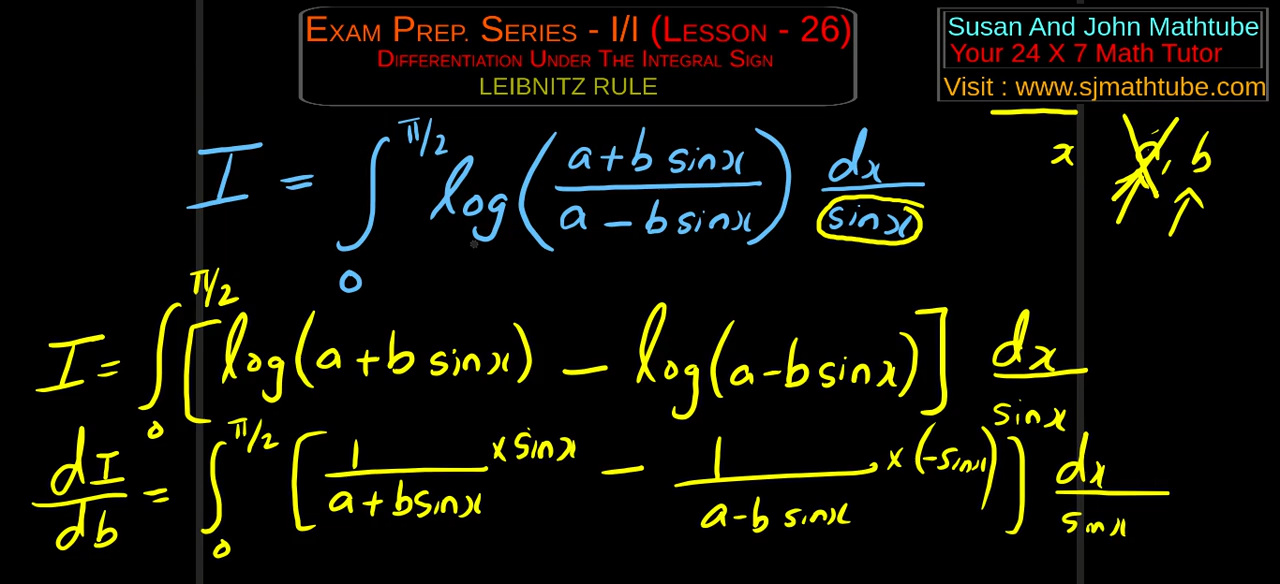 EXAM PREP. SERIES - I/I (LESSON - 26)
DIFFERENTIATION UNDER THE INTEGRAL SIGN
LEIBNITZ RULE
Susan And John Mathtube
Your 24 X 7 Math Tutor
Visit : www.sjmathtube.com
x a, b
I = ∫₀^(π/2) log((a+b sinx)/(a-b sinx)) dx/sinx
I = ∫₀^(π/2) [log(a+b sinx) - log(a-b sinx)] dx/sinx
dI/db = ∫₀^(π/2) [1/(a+bsinx) × sinx - 1/(a-b sinx) × (-sinx)] dx/sinx